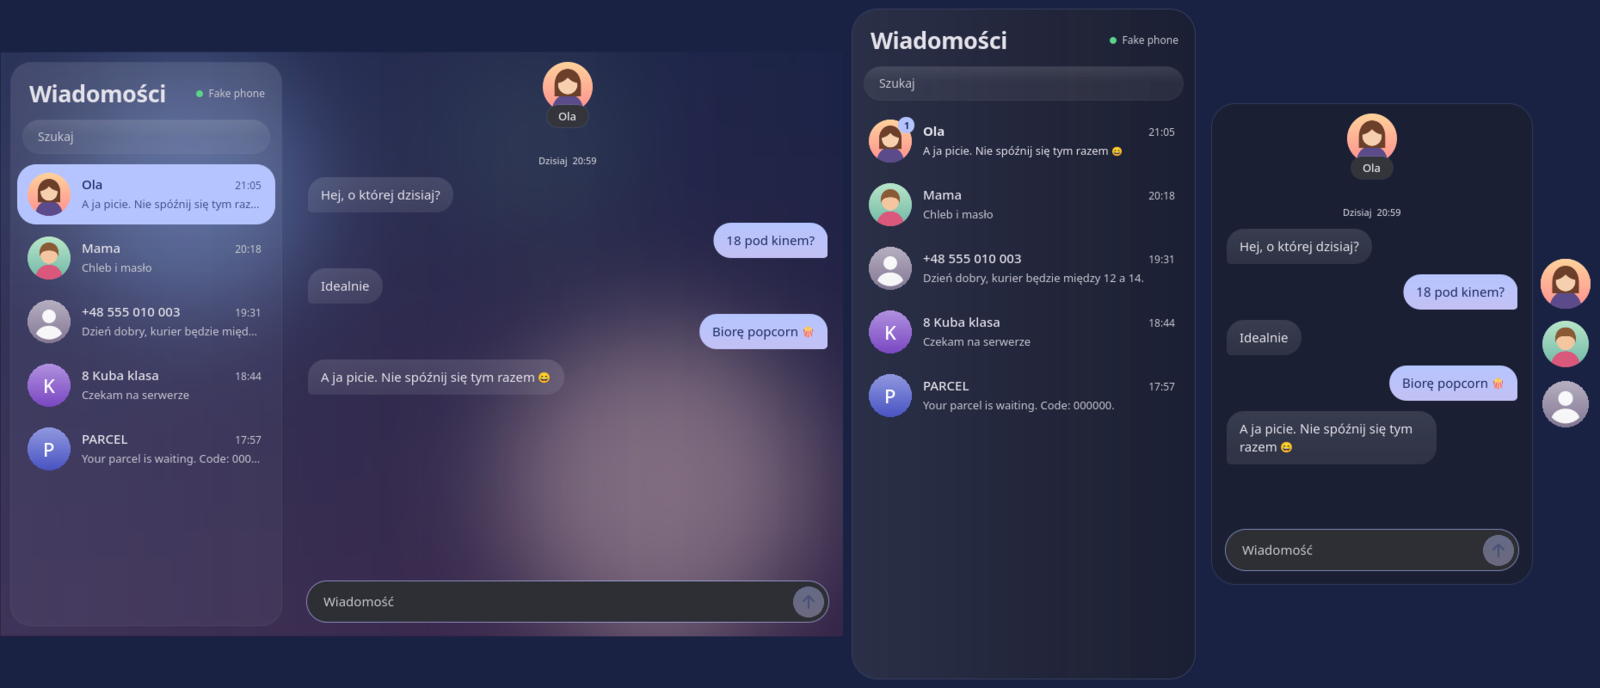 Wiadomości
Fake phone
Szukaj
Ola 21:05
A ja picie. Nie spóźnij się tym raz...
Mama 20:18
Chleb i masło
+48 555 010 003 19:31
Dzień dobry, kurier będzie międ...
K
8 Kuba klasa 18:44
Czekam na serwerze
P
PARCEL 17:57
Your parcel is waiting. Code: 000...
Ola
Dzisiaj 20:59
Hej, o której dzisiaj?
18 pod kinem?
Idealnie
Biorę popcorn 🍿
A ja picie. Nie spóźnij się tym razem 😄
Wiadomość
Wiadomości
Fake phone
Szukaj
1
Ola 21:05
A ja picie. Nie spóźnij się tym razem 😄
Mama 20:18
Chleb i masło
+48 555 010 003 19:31
Dzień dobry, kurier będzie między 12 a 14.
K
8 Kuba klasa 18:44
Czekam na serwerze
P
PARCEL 17:57
Your parcel is waiting. Code: 000000.
Ola
Dzisiaj 20:59
Hej, o której dzisiaj?
18 pod kinem?
Idealnie
Biorę popcorn 🍿
A ja picie. Nie spóźnij się tym
razem 😄
Wiadomość